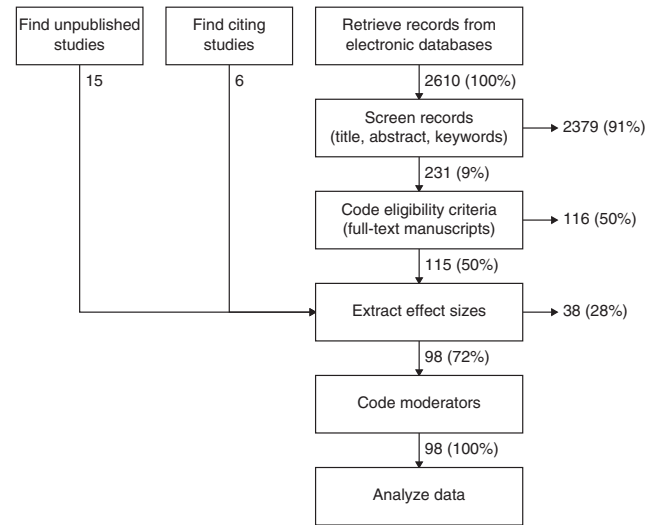 Find unpublished
studies
Find citing
studies
Retrieve records from
electronic databases
15
6
2610 (100%)
Screen records
(title, abstract, keywords)
2379 (91%)
231 (9%)
Code eligibility criteria
(full-text manuscripts)
116 (50%)
115 (50%)
Extract effect sizes
38 (28%)
98 (72%)
Code moderators
98 (100%)
Analyze data